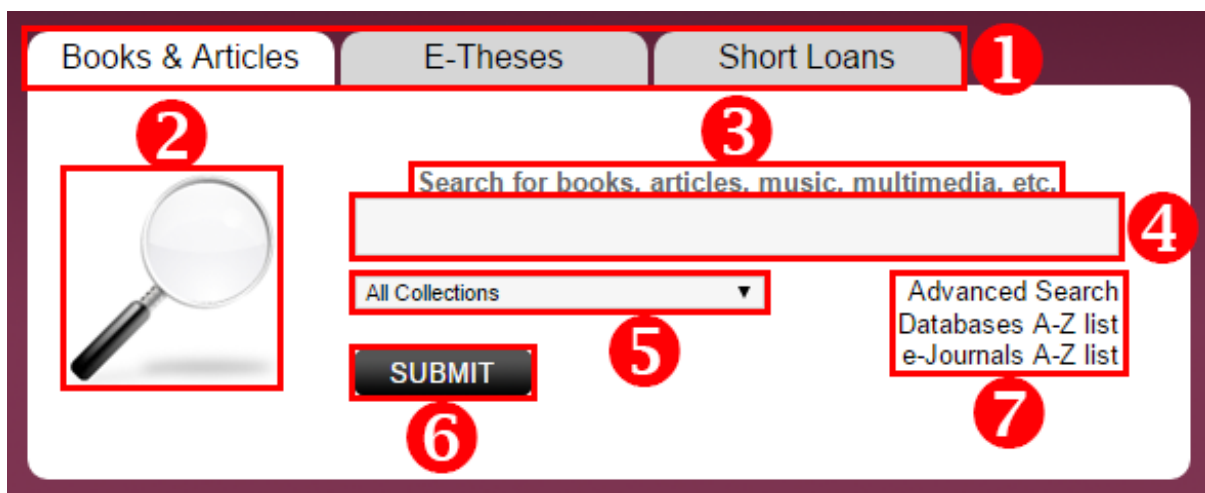 Books & Articles E-Theses Short Loans 1
2 3
Search for books, articles, music, multimedia, etc.
4
All Collections ▼ Advanced Search
Databases A-Z list
5 e-Journals A-Z list
SUBMIT
6 7